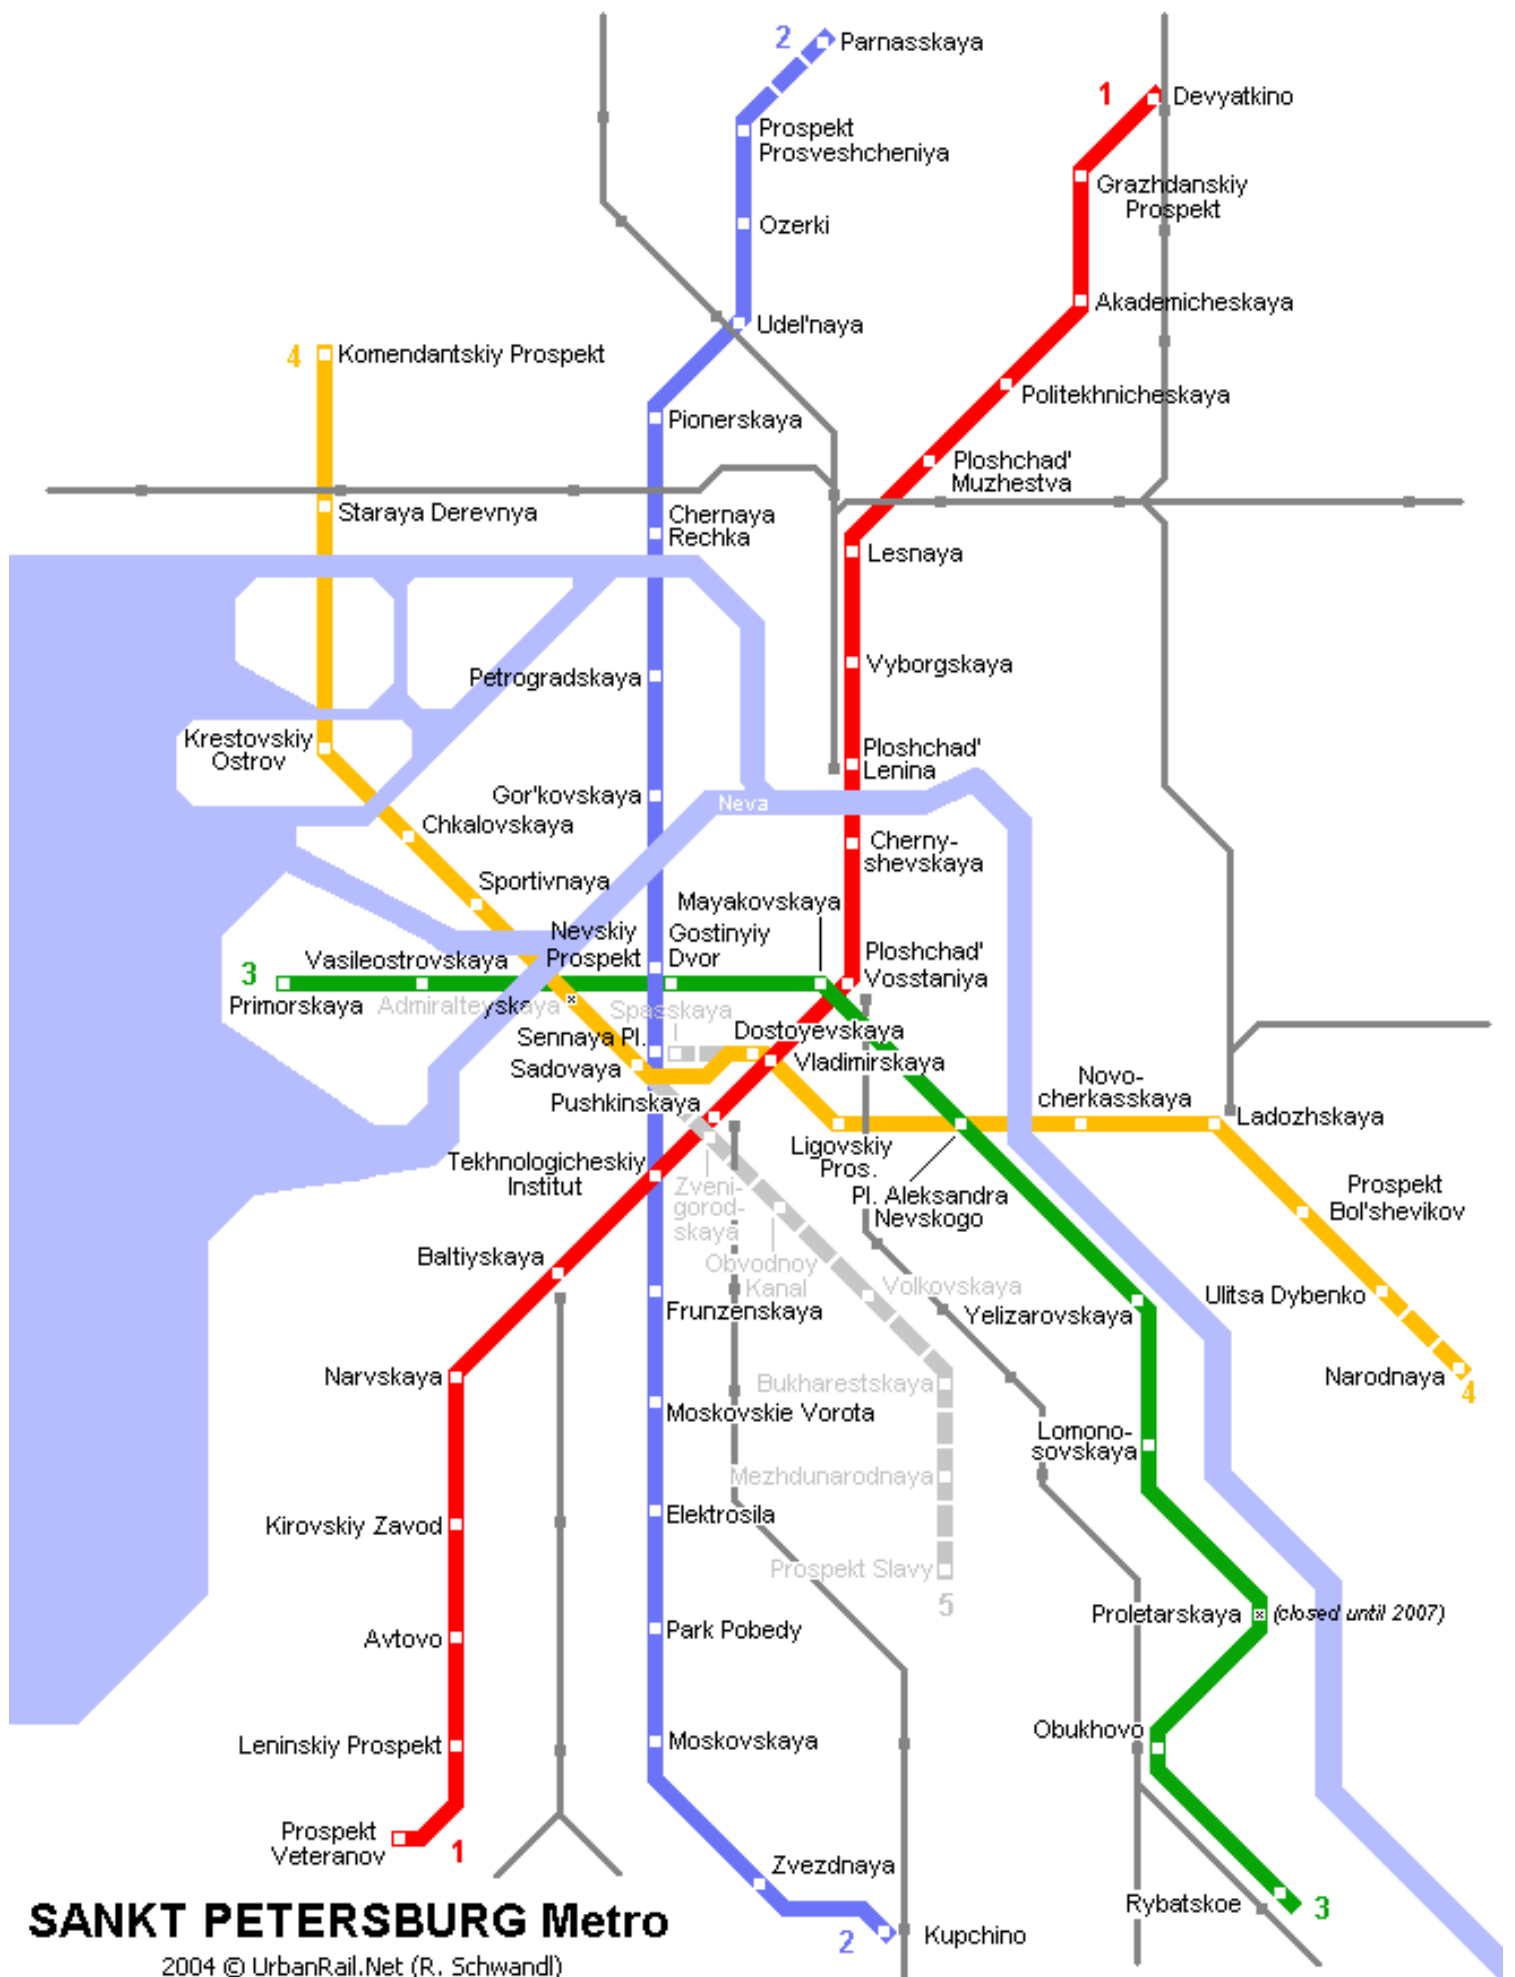 2
Parnasskaya
1
Devyatkino
Prospekt
Prosveshcheniya
Grazhdanskiy
Prospekt
Ozerki
Akademicheskaya
Udel'naya
4
Komendantskiy Prospekt
Politekhnicheskaya
Pionerskaya
Ploshchad'
Muzhestva
Staraya Derevnya
Chernaya
Rechka
Lesnaya
Vyborgskaya
Petrogradskaya
Krestovskiy
Ostrov
Ploshchad'
Lenina
Gor'kovskaya
Neva
Chkalovskaya
Cherny-
shevskaya
Sportivnaya
Mayakovskaya
Nevskiy
Prospekt
Gostinyiy
Dvor
Ploshchad'
Vosstaniya
3
Vasileostrovskaya
Primorskaya
Admiralteyskaya
Spasskaya
Sennaya Pl.
Dostoyevskaya
Sadovaya
Vladimirskaya
Novo-
cherkasskaya
Pushkinskaya
Ladozhskaya
Ligovskiy
Pros.
Tekhnologicheskiy
Institut
Zveni-
gorod-
skaya
Pl. Aleksandra
Nevskogo
Prospekt
Bol'shevikov
Baltiyskaya
Obvodnoy
Kanal
Volkovskaya
Ulitsa Dybenko
Frunzenskaya
Yelizarovskaya
Narvskaya
Bukharestskaya
Narodnaya
4
Moskovskie Vorota
Lomono-
sovskaya
Mezhdunarodnaya
Kirovskiy Zavod
Elektrosila
Prospekt Slavy
5
Proletarskaya
(closed until 2007)
Avtovo
Park Pobedy
Obukhovo
Leninskiy Prospekt
Moskovskaya
Prospekt
Veteranov
1
Zvezdnaya
Rybatskoe
3
2
Kupchino
SANKT PETERSBURG Metro
2004 © UrbanRail.Net (R. Schwandl)